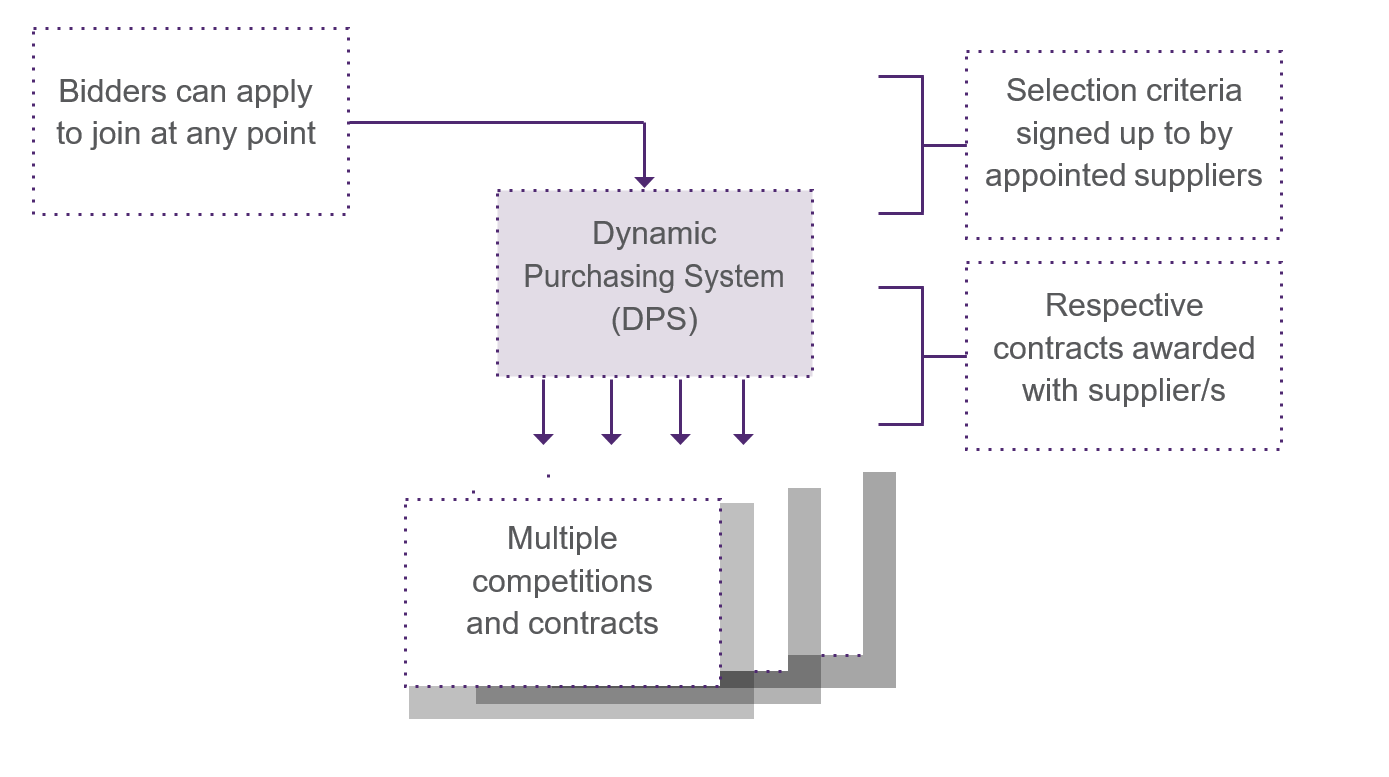 Bidders can apply
to join at any point
Selection criteria
signed up to by
appointed suppliers
Dynamic
Purchasing System
(DPS)
Respective
contracts awarded
with supplier/s
Multiple
competitions
and contracts